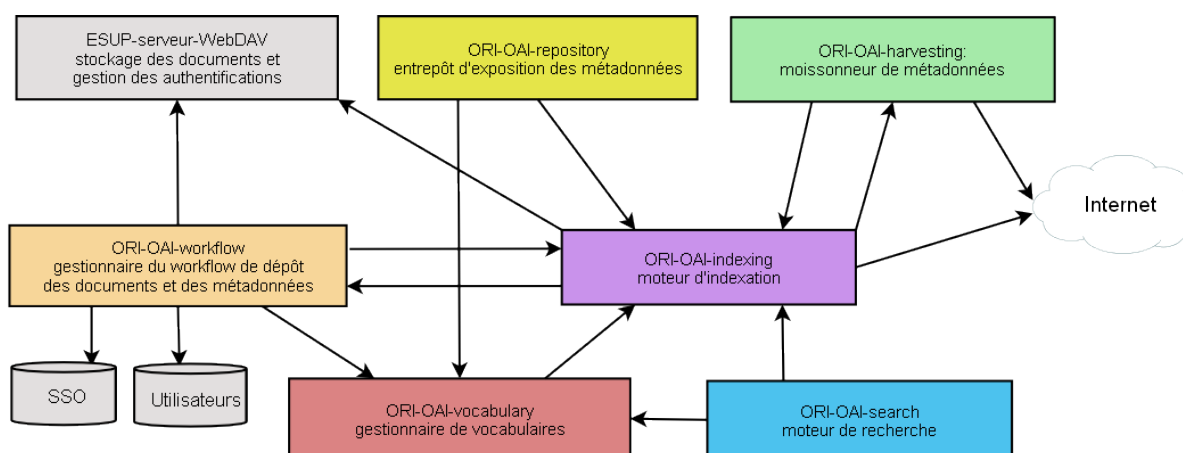 ESUP-serveur-WebDAV
stockage des documents et
gestion des authentifications
ORI-OAI-repository
entrepôt d'exposition des métadonnées
ORI-OAI-harvesting:
moissonneur de métadonnées
Internet
ORI-OAI-workflow
gestionnaire du workflow de dépôt
des documents et des métadonnées
ORI-OAI-indexing
moteur d'indexation
SSO
Utilisateurs
ORI-OAI-vocabulary
gestionnaire de vocabulaires
ORI-OAI-search
moteur de recherche